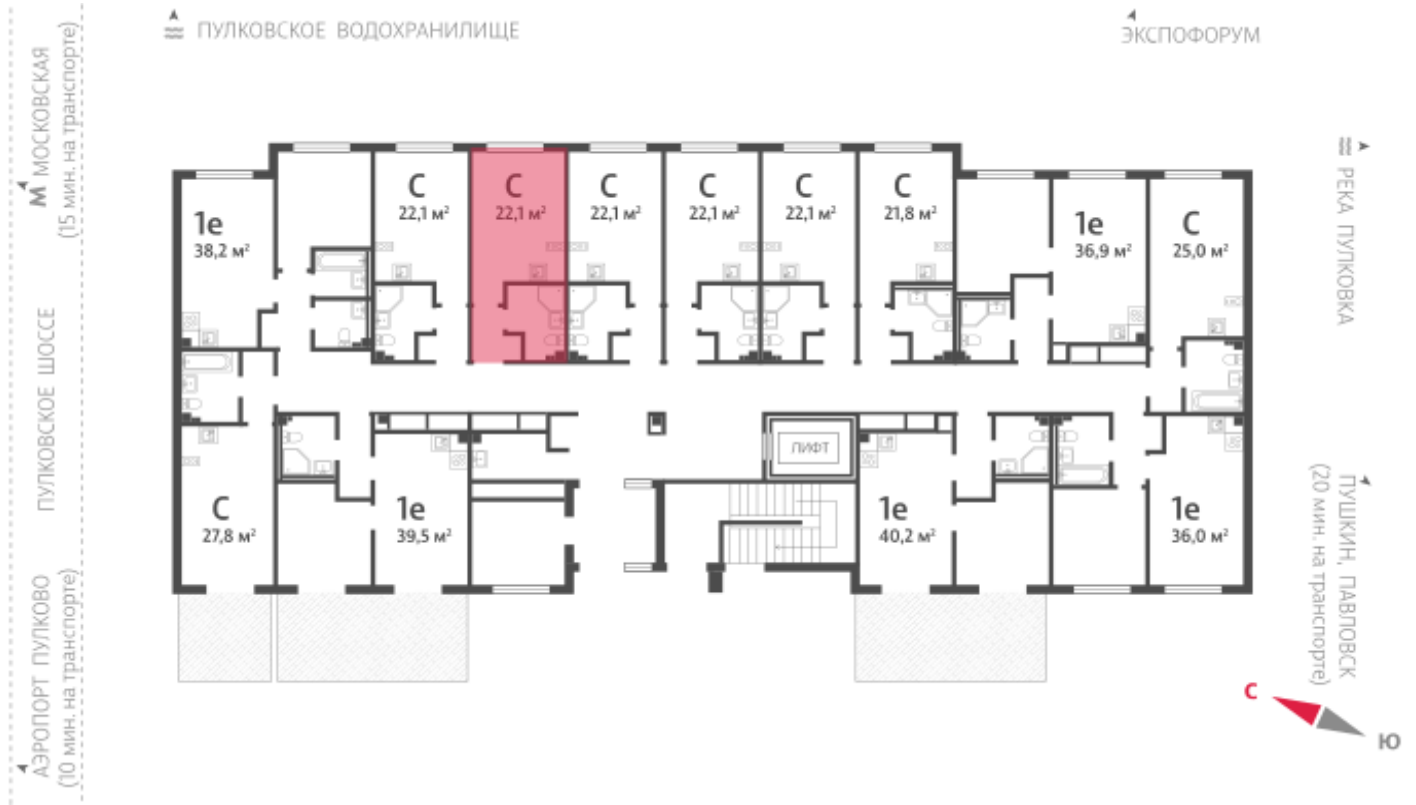 ПУЛКОВСКОЕ ВОДОХРАНИЛИЩЕ
ЭКСПОФОРУМ
М МОСКОВСКАЯ
(15 мин. на транспорте)
ПУЛКОВСКОЕ ШОССЕ
АЭРОПОРТ ПУЛКОВО
(10 мин. на транспорте)
1е
38,2 м²
С
22,1 м²
С
22,1 м²
С
22,1 м²
С
22,1 м²
С
22,1 м²
С
21,8 м²
1е
36,9 м²
С
25,0 м²
РЕКА ПУЛКОВКА
ЛИФТ
С
27,8 м²
1е
39,5 м²
1е
40,2 м²
1е
36,0 м²
ПУШКИН, ПАВЛОВСК
(20 мин. на транспорте)
С
Ю